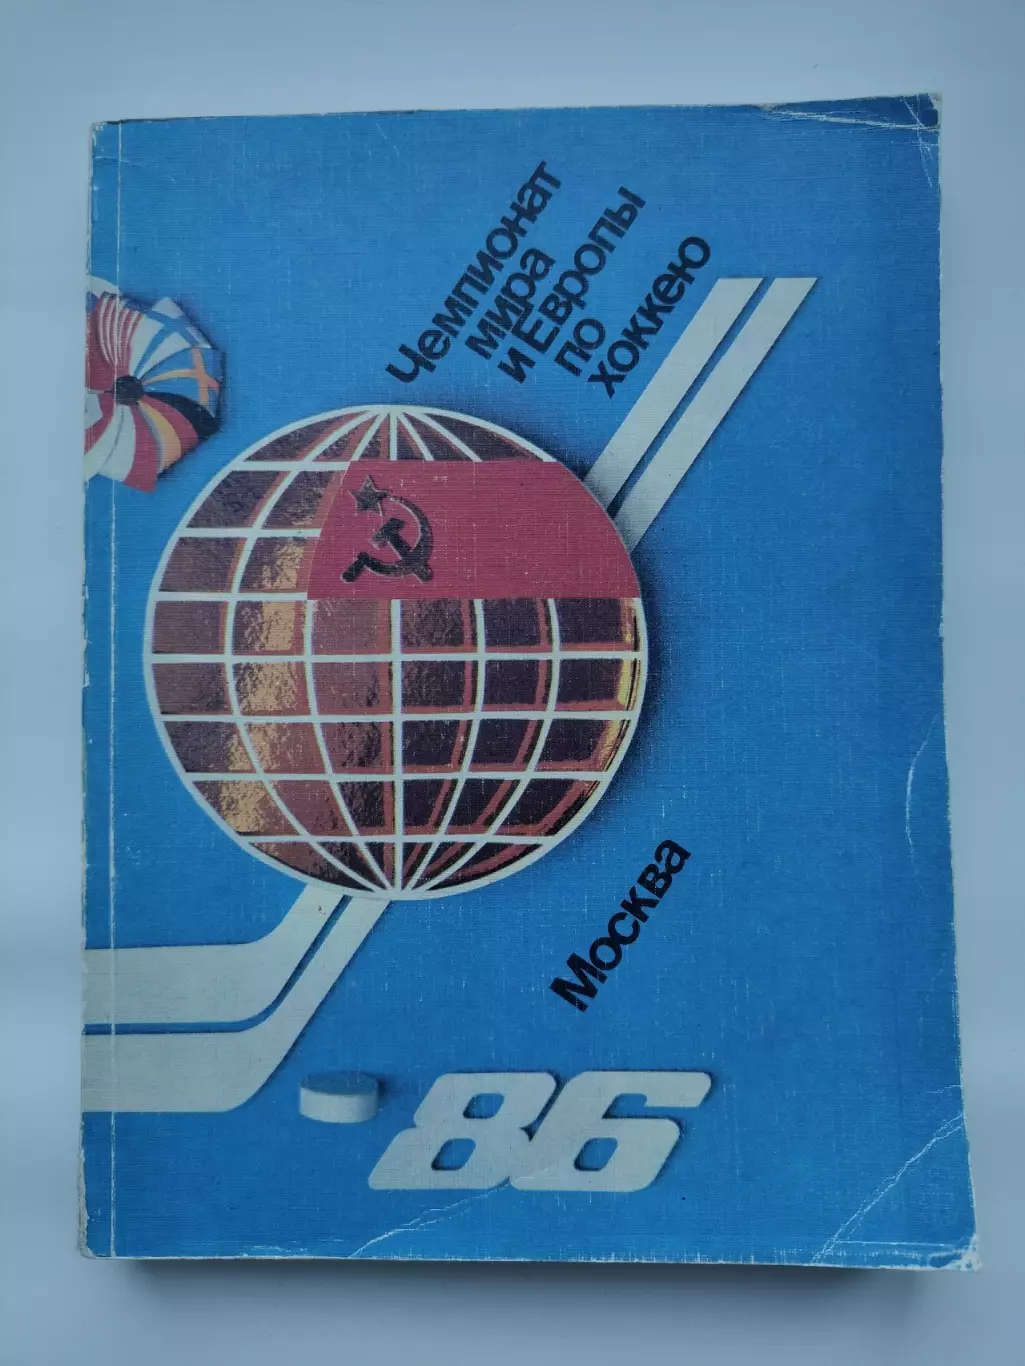 Чемпионат
мира
и Европы
по
хоккею
Москва
86